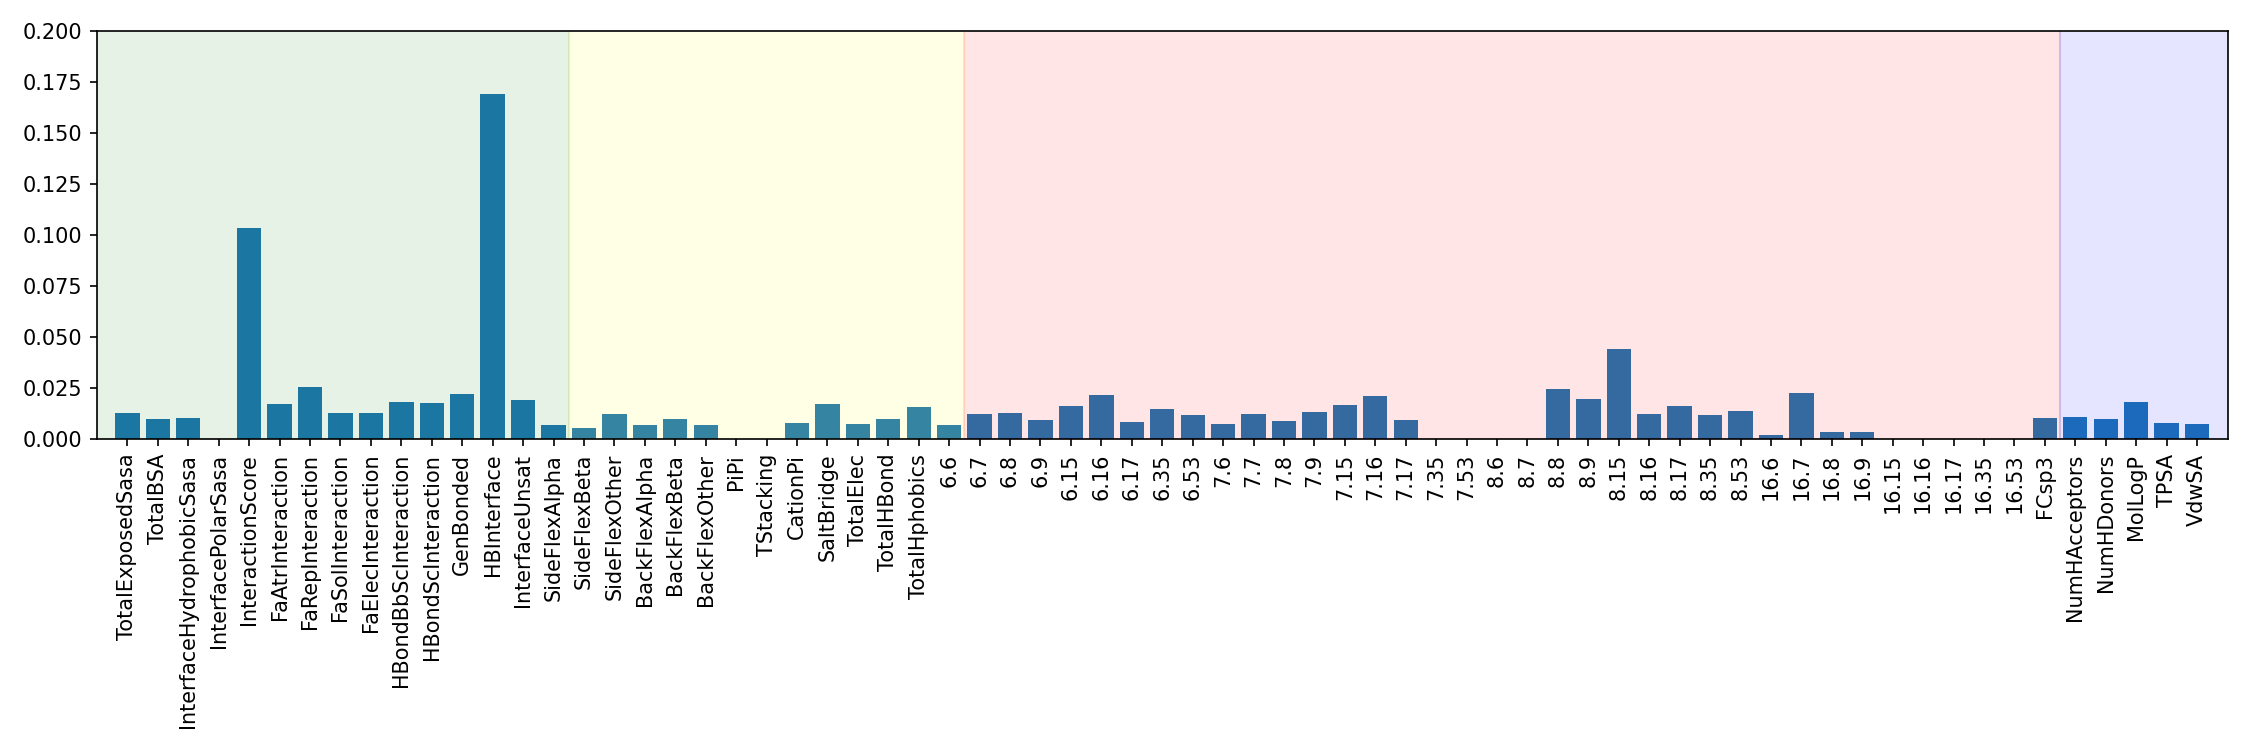 0.200
0.175
0.150
0.125
0.100
0.075
0.050
0.025
0.000
TotalExposedSasa
TotalBSA
InterfaceHydrophobicSasa
InterfacePolarSasa
InteractionScore
FaAtrInteraction
FaRepInteraction
FaSolInteraction
FaElecInteraction
HBondBbScInteraction
HBondScInteraction
GenBonded
HBInterface
InterfaceUnsat
SideFlexAlpha
SideFlexBeta
SideFlexOther
BackFlexAlpha
BackFlexBeta
BackFlexOther
PiPi
TStacking
CationPi
SaltBridge
TotalElec
TotalHBond
TotalHphobics
6.6
6.7
6.8
6.9
6.15
6.16
6.17
6.35
6.53
7.6
7.7
7.8
7.9
7.15
7.16
7.17
7.35
7.53
8.6
8.7
8.8
8.9
8.15
8.16
8.17
8.35
8.53
16.6
16.7
16.8
16.9
16.15
16.16
16.17
16.35
16.53
FCsp3
NumHAcceptors
NumHDonors
MolLogP
TPSA
VdwSA